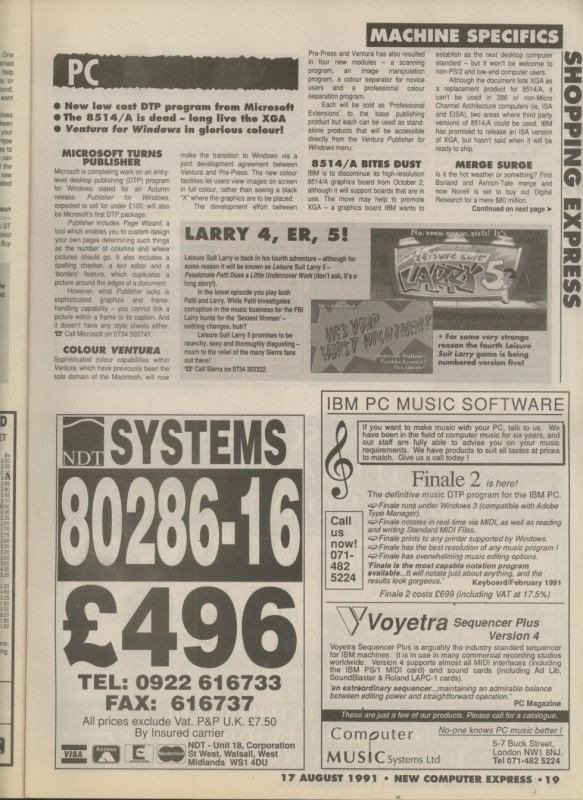 MACHINE SPECIFICS
SHOPPING EXPRESS
PC
● New low cost DTP program from Microsoft
● The 8514/A is dead – long live the XGA
● Ventura for Windows in glorious colour!
MICROSOFT TURNS
PUBLISHER
Microsoft is completing work on an entry-
level desktop publishing (DTP) program
for Windows slated for an Autumn
release. Publisher for Windows,
expected to sell for under £100, will also
be Microsoft's first DTP package.
Publisher includes Page Wizard, a
tool which enables you to custom design
your own pages determining such things
as the number of columns and where
pictures should go. It also includes a
spelling checker, a text editor and a
'borders' feature, which duplicates a
picture around the edges of a document.
However, what Publisher lacks is
sophisticated graphics and frame-
handling capability – you cannot link a
picture within a frame to its caption. And
it doesn't have any style sheets either.
☎ Call Microsoft on 0734 500741.
COLOUR VENTURA
Sophisticated colour capabilities within
Ventura, which have previously been the
sole domain of the Macintosh, will now
make the transition to Windows via a
joint development agreement between
Ventura and Pre-Press. The new colour
facilities let users view images on screen
in full colour, rather than seeing a black
"X" where the graphics are to be placed.
The development effort between
Pre-Press and Ventura has also resulted
in four new modules – a scanning
program, an image manipulation
program, a colour separator for novice
users and a professional colour
separation program.
Each will be sold as 'Professional
Extensions' to the base publishing
product but each can be used as stand-
alone products that will be accessible
directly from the Ventura Publisher for
Windows menu.
8514/A BITES DUST
IBM is to discontinue its high-resolution
8514/A graphics board from October 2,
although it will support boards that are in
use. The move may help to promote
XGA – a graphics board IBM wants to
establish as the next desktop computer
standard – but it won't be welcome to
non-PS/2 and low-end computer users.
Although the document lists XGA as
a replacement product for 8514/A, it
can't be used in 286 or non-Micro
Channel Architecture computers (ie, ISA
and EISA), two areas where third party
versions of 8514/A could be used. IBM
has promised to release an ISA version
of XGA, but hasn't said when it will be
ready to ship.
MERGE SURGE
Is it the hot weather or something? First
Borland and Ashton-Tate merge and
now Novell is set to buy out Digital
Research for a mere $80 million.
Continued on next page ➤
LARRY 4, ER, 5!
Leisure Suit Larry is back in his fourth adventure – although for
some reason it will be known as Leisure Suit Larry 5 –
Passionate Patti Does a Little Undercover Work (don't ask, it's a
long story!).
In the latest episode you play both
Patti and Larry. While Patti investigates
corruption in the music business for the FBI
Larry hunts for the 'Sexiest Woman' –
nothing changes, huh?
Leisure Suit Larry 5 promises to be
raunchy, sexy and thoroughly disgusting –
much to the relief of the many Sierra fans
out there!
☎ Call Sierra on 0734 303322.
leisure suit
LARRY 5
• For some very strange
reason the fourth Leisure
Suit Larry game is being
numbered version five!
NDT SYSTEMS
80286-16
£496
TEL: 0922 616733
FAX: 616737
All prices exclude Vat. P&P U.K. £7.50
By Insured carrier
VISA Access E MasterCard
NDT - Unit 18, Corporation
St West, Walsall, West
Midlands WS1 4DU
IBM PC MUSIC SOFTWARE
If you want to make music with your PC, talk to us. We
have been in the field of computer music for six years, and
our staff are fully able to advise you on your music
requirements. We have products to suit all tastes at prices
to match. Give us a call today !
Finale 2 is here!
The definitive music DTP program for the IBM PC.
Call
us
now!
071-
482
5224
Finale runs under Windows 3 (compatible with Adobe
Type Manager).
Finale notates in real-time via MIDI, as well as reading
and writing Standard MIDI Files.
Finale prints to any printer supported by Windows.
Finale has the best resolution of any music program !
Finale has overwhelming music editing options.
'Finale is the most capable notation program
available...It will notate just about anything, and the
results look gorgeous.' Keyboard/February 1991
Finale 2 costs £699 (including VAT at 17.5%)
Voyetra Sequencer Plus
Version 4
Voyetra Sequencer Plus is arguably the industry standard sequencer
for IBM machines. It is in use in many commercial recording studios
worldwide. Version 4 supports almost all MIDI interfaces (including
the IBM PS/1 MIDI card) and sound cards (including Ad Lib,
SoundBlaster & Roland LAPC-1 cards).
'an extraordinary sequencer...maintaining an admirable balance
between editing power and straightforward operation.'
PC Magazine
These are just a few of our products. Please call for a catalogue.
Computer
MUSIC Systems Ltd
No-one knows PC music better !
5-7 Buck Street,
London NW1 8NJ.
Tel 071-482 5224
17 AUGUST 1991 • NEW COMPUTER EXPRESS • 19